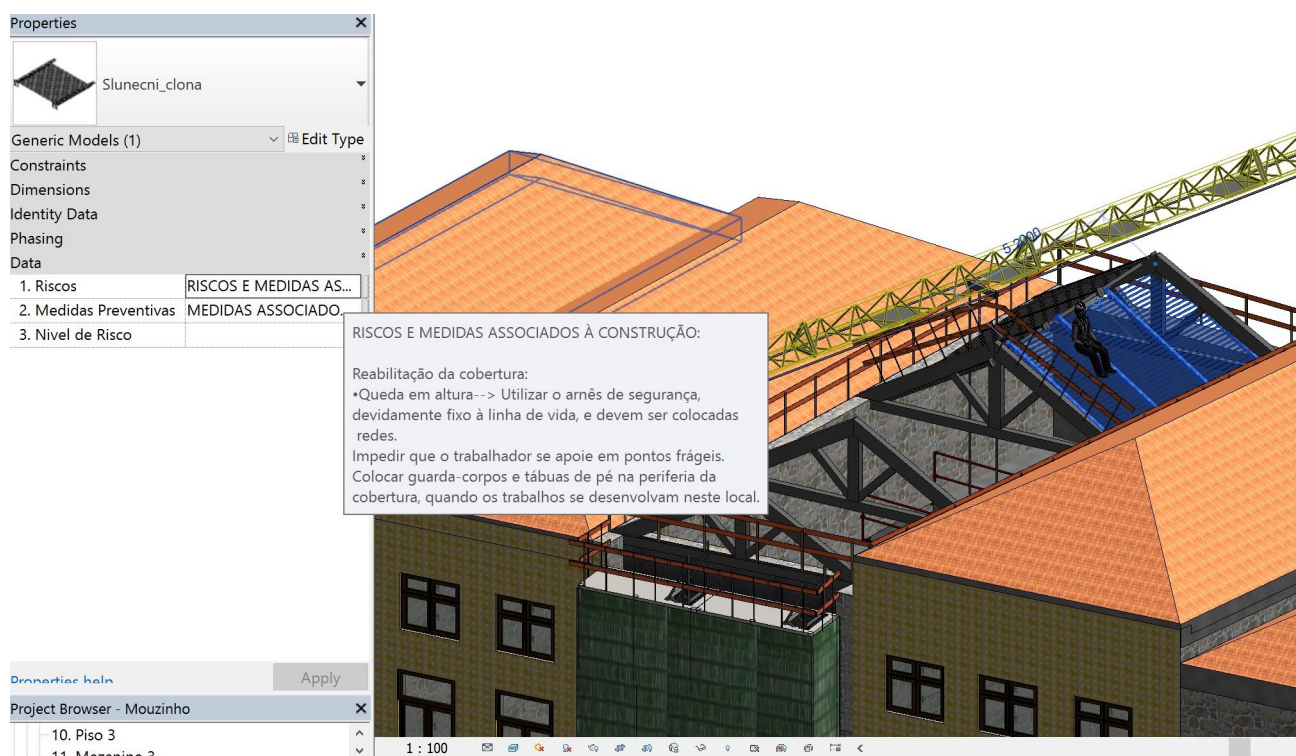 Properties
Slunecni_clona
Generic Models (1)
Edit Type
Constraints
Dimensions
Identity Data
Phasing
Data
1. Riscos
RISCOS E MEDIDAS AS...
2. Medidas Preventivas
MEDIDAS ASSOCIADO...
3. Nivel de Risco
RISCOS E MEDIDAS ASSOCIADOS À CONSTRUÇÃO:
Reabilitação da cobertura:
•Queda em altura--> Utilizar o arnês de segurança,
devidamente fixo à linha de vida, e devem ser colocadas
redes.
Impedir que o trabalhador se apoie em pontos frágeis.
Colocar guarda-corpos e tábuas de pé na periferia da
cobertura, quando os trabalhos se desenvolvam neste local.
Properties help
Apply
Project Browser - Mouzinho
10. Piso 3
11. Mezanino 3
1 : 100